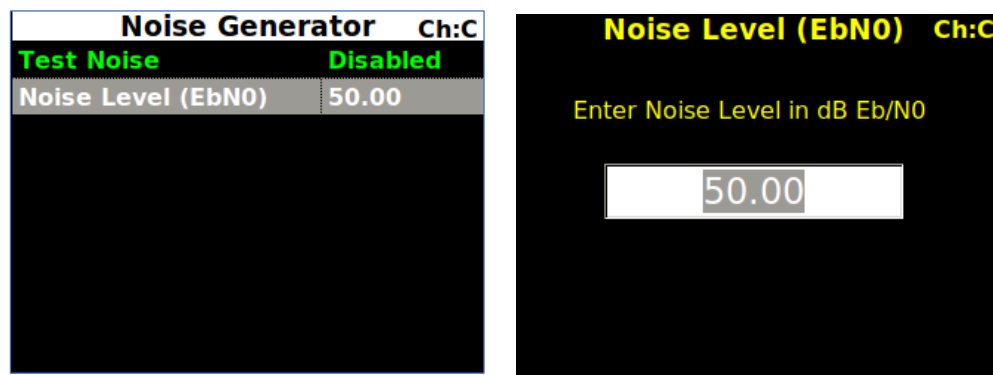 Noise Generator Ch:C
Test Noise Disabled
Noise Level (EbN0) 50.00
Noise Level (EbN0) Ch:C
Enter Noise Level in dB Eb/N0
50.00